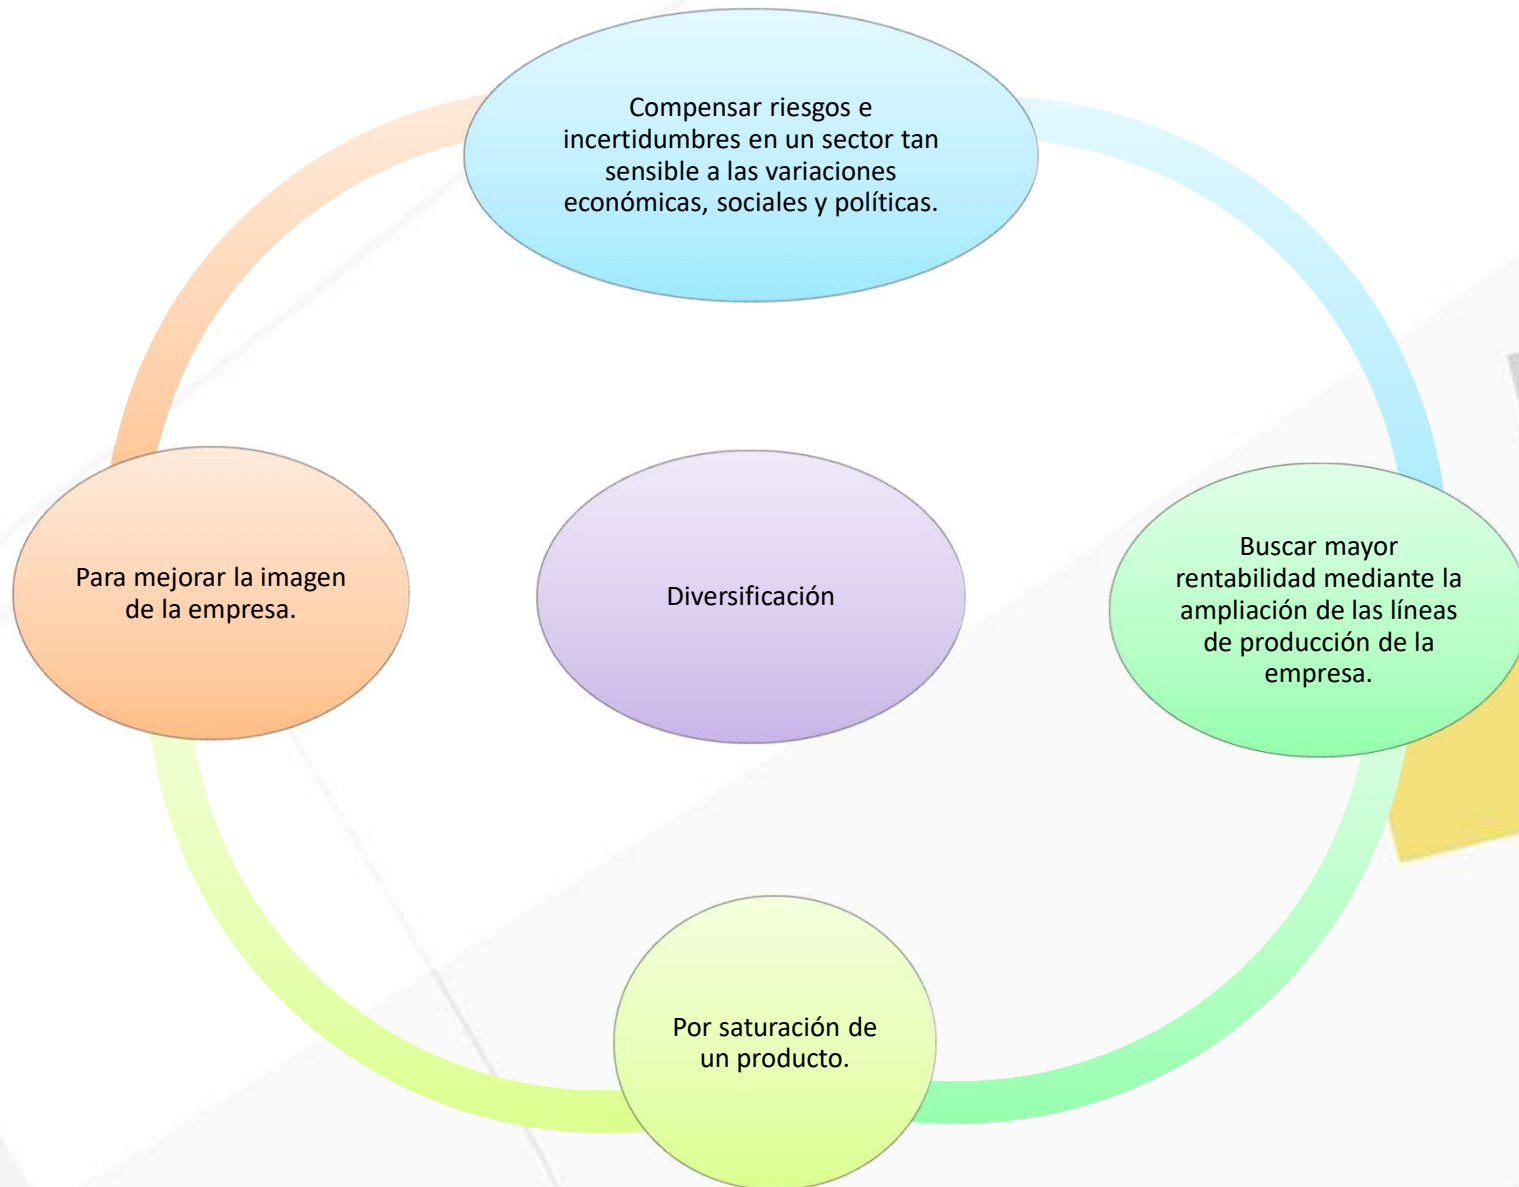 Compensar riesgos e
incertidumbres en un sector tan
sensible a las variaciones
económicas, sociales y políticas.
Para mejorar la imagen
de la empresa.
Diversificación
Buscar mayor
rentabilidad mediante la
ampliación de las líneas
de producción de la
empresa.
Por saturación de
un producto.